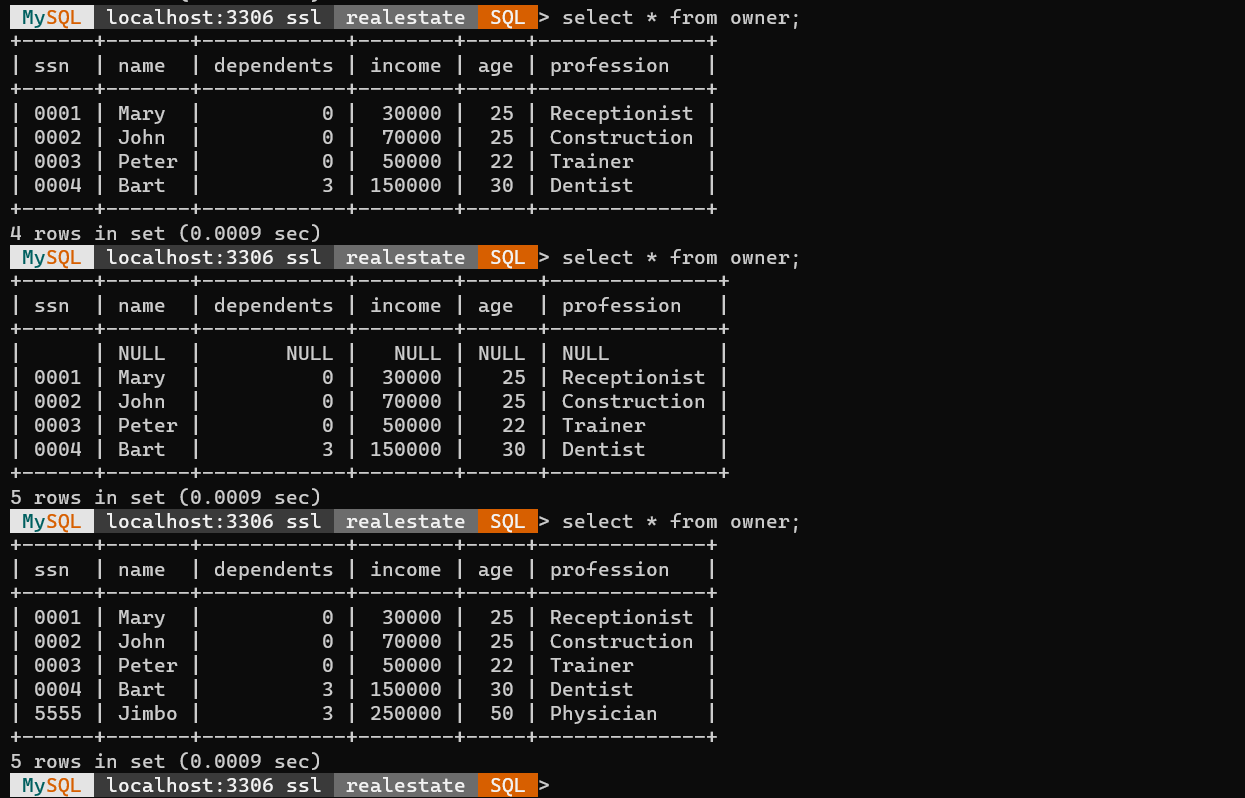 MySQL localhost:3306 ssl realestate SQL> select * from owner;
+------+-------+------------+--------+-----+--------------+
| ssn  | name  | dependents | income | age | profession   |
+------+-------+------------+--------+-----+--------------+
| 0001 | Mary  |          0 |  30000 |  25 | Receptionist |
| 0002 | John  |          0 |  70000 |  25 | Construction |
| 0003 | Peter |          0 |  50000 |  22 | Trainer      |
| 0004 | Bart  |          3 | 150000 |  30 | Dentist      |
+------+-------+------------+--------+-----+--------------+
4 rows in set (0.0009 sec)
MySQL localhost:3306 ssl realestate SQL> select * from owner;
+------+-------+------------+--------+------+--------------+
| ssn  | name  | dependents | income | age  | profession   |
+------+-------+------------+--------+------+--------------+
|      | NULL  |       NULL |   NULL | NULL | NULL         |
| 0001 | Mary  |          0 |  30000 |   25 | Receptionist |
| 0002 | John  |          0 |  70000 |   25 | Construction |
| 0003 | Peter |          0 |  50000 |   22 | Trainer      |
| 0004 | Bart  |          3 | 150000 |   30 | Dentist      |
+------+-------+------------+--------+------+--------------+
5 rows in set (0.0009 sec)
MySQL localhost:3306 ssl realestate SQL> select * from owner;
+------+-------+------------+--------+-----+--------------+
| ssn  | name  | dependents | income | age | profession   |
+------+-------+------------+--------+-----+--------------+
| 0001 | Mary  |          0 |  30000 |  25 | Receptionist |
| 0002 | John  |          0 |  70000 |  25 | Construction |
| 0003 | Peter |          0 |  50000 |  22 | Trainer      |
| 0004 | Bart  |          3 | 150000 |  30 | Dentist      |
| 5555 | Jimbo |          3 | 250000 |  50 | Physician    |
+------+-------+------------+--------+-----+--------------+
5 rows in set (0.0009 sec)
MySQL localhost:3306 ssl realestate SQL>